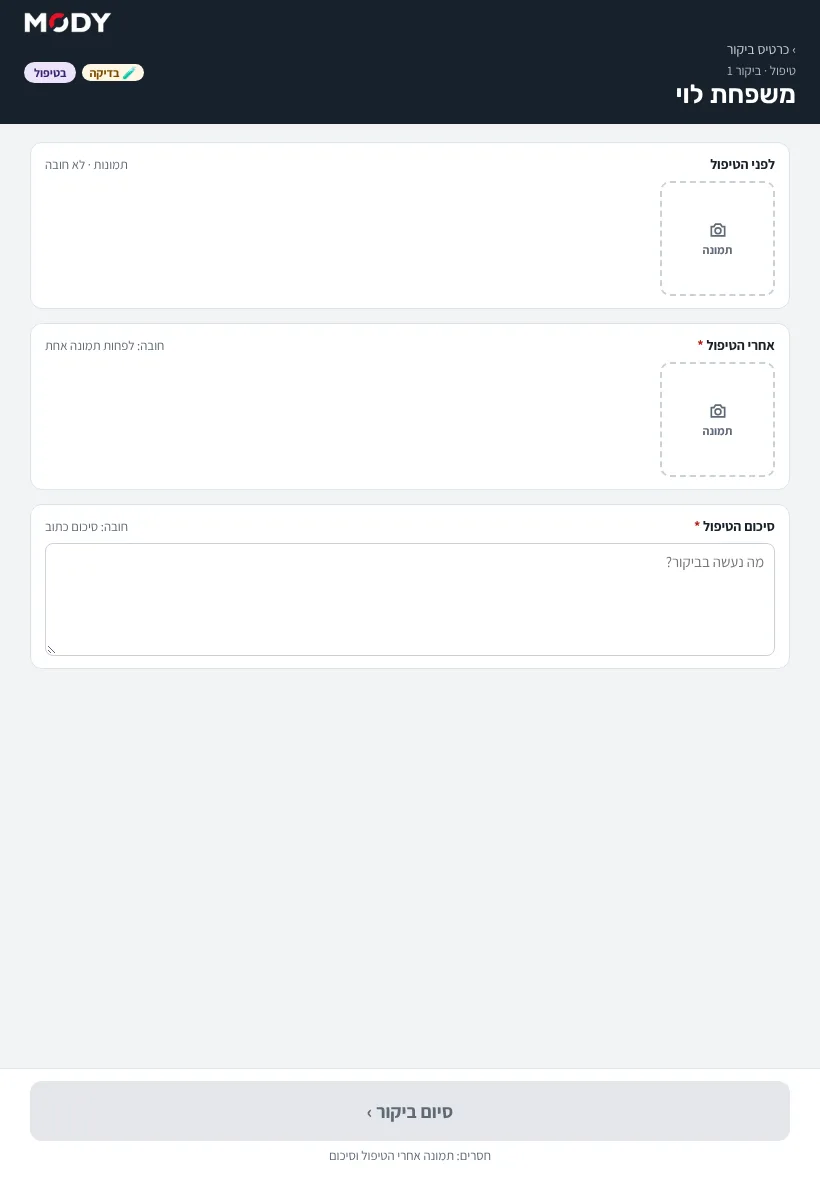 MODY
› כרטיס ביקור
טיפול · ביקור 1
משפחת לוי
🧪 בדיקה
בטיפול
לפני הטיפול
תמונות · לא חובה
תמונה
אחרי הטיפול *
חובה: לפחות תמונה אחת
תמונה
סיכום הטיפול *
חובה: סיכום כתוב
מה נעשה בביקור?
סיום ביקור ›
חסרים: תמונה אחרי הטיפול וסיכום